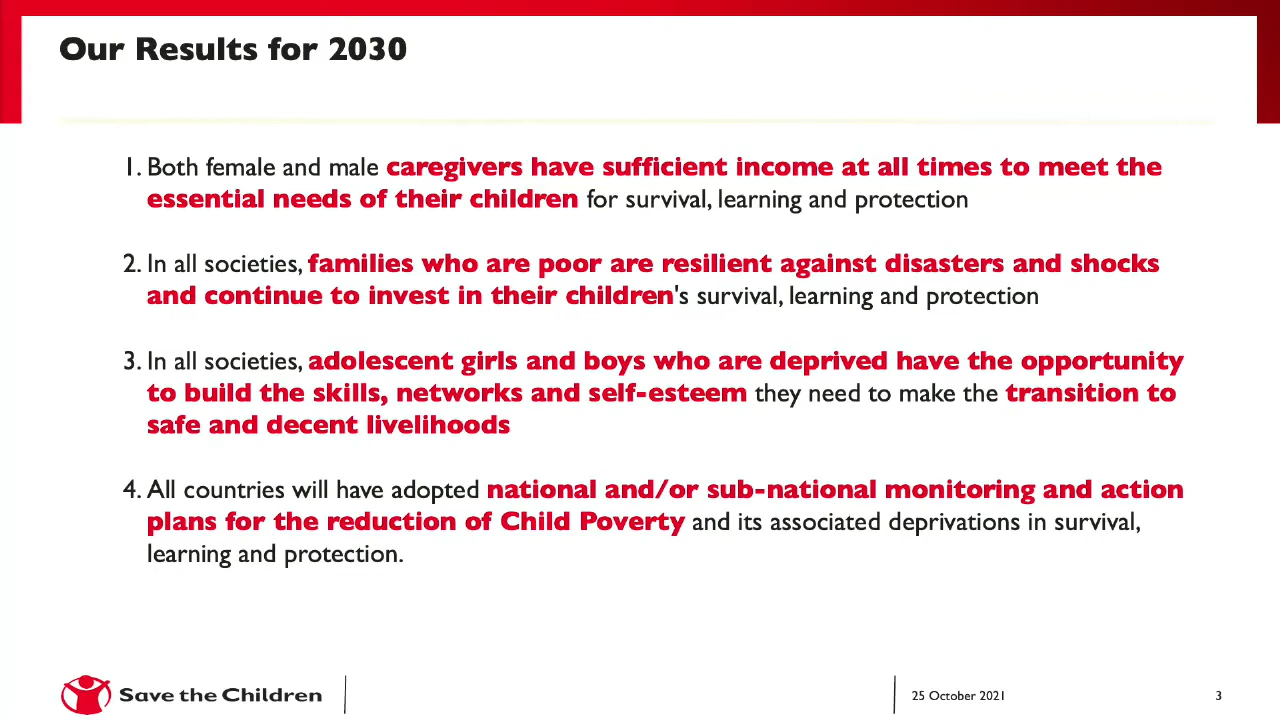 Our Results for 2030
1. Both female and male caregivers have sufficient income at all times to meet the
essential needs of their children for survival, learning and protection
2. In all societies, families who are poor are resilient against disasters and shocks
and continue to invest in their children's survival, learning and protection
3. In all societies, adolescent girls and boys who are deprived have the opportunity
to build the skills, networks and self-esteem they need to make the transition to
safe and decent livelihoods
4. All countries will have adopted national and/or sub-national monitoring and action
plans for the reduction of Child Poverty and its associated deprivations in survival,
learning and protection.
Save the Children
25 October 2021
3